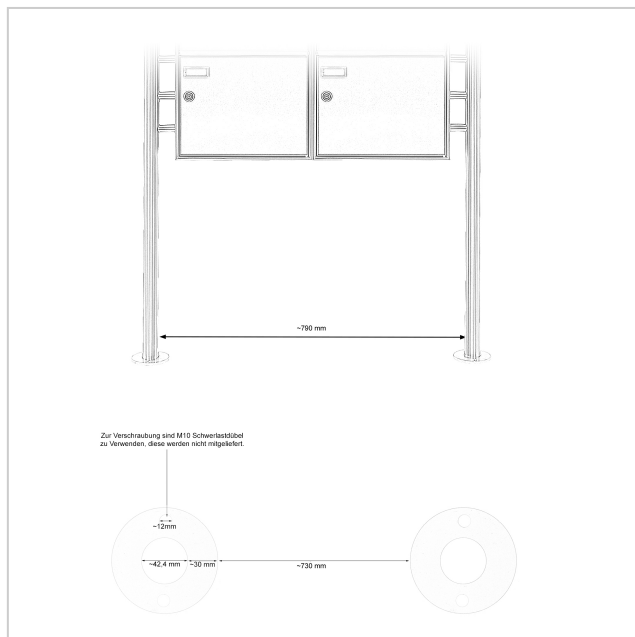 ~790 mm
Zur Verschraubung sind M10 Schwerlastdübel
zu Verwenden, diese werden nicht mitgeliefert.
~12mm
~42,4 mm
~30 mm
~730 mm